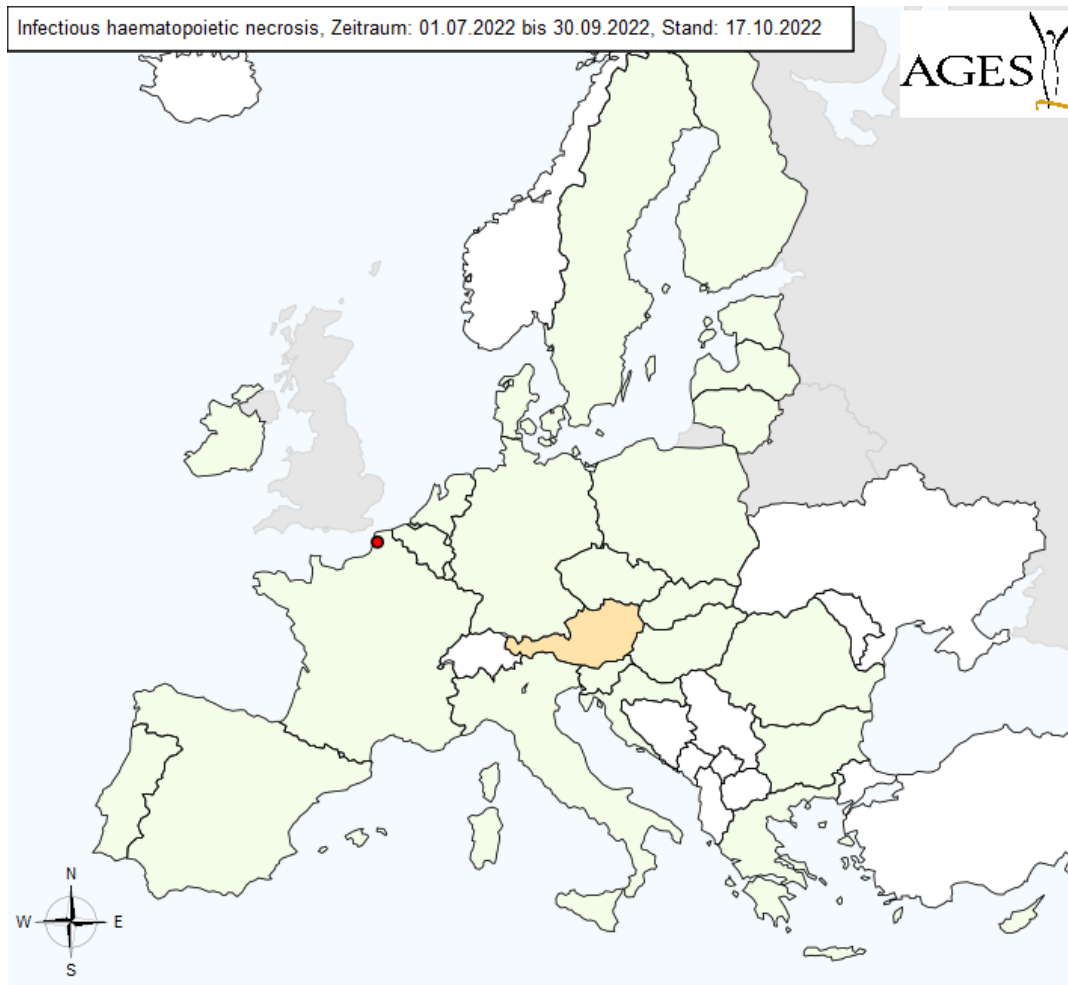 Infectious haematopoietic necrosis, Zeitraum: 01.07.2022 bis 30.09.2022, Stand: 17.10.2022
AGES
N
W
E
S